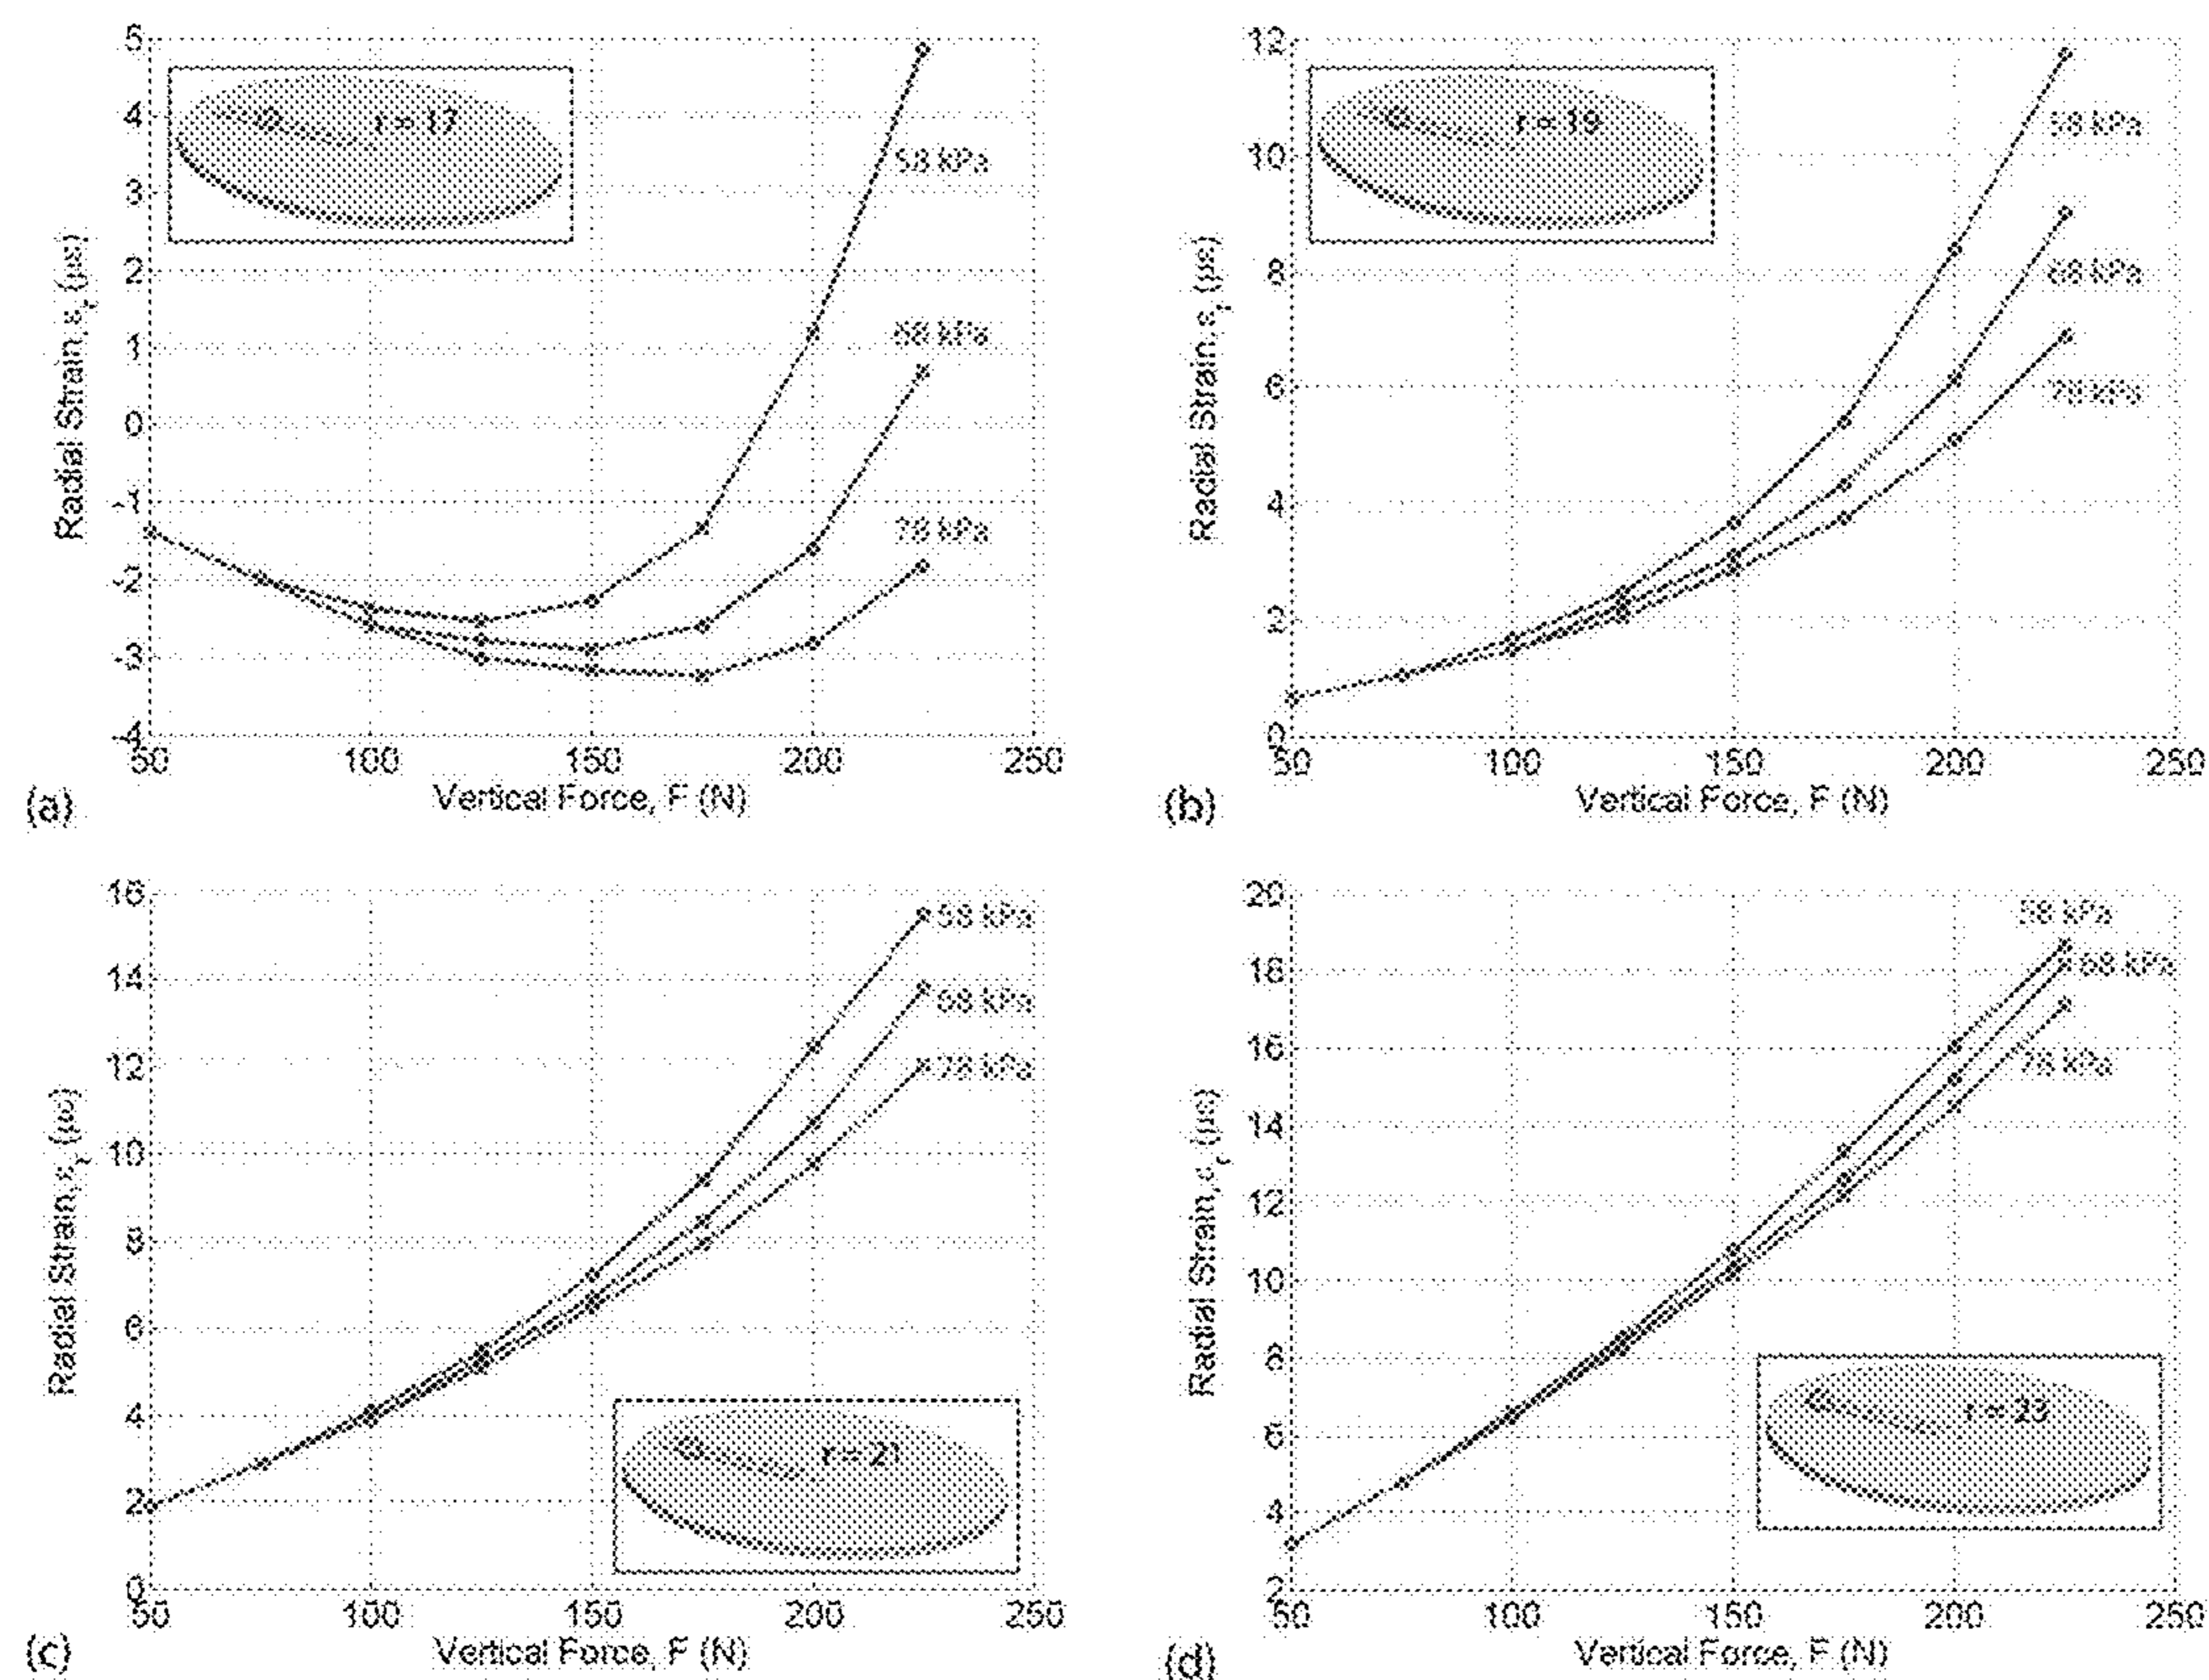 5
4
3
2
1
0
-1
-2
-3
-4
50 100 150 200 250
Radial Strain, εr (με)
Vertical Force, F (N)
r = 17
58 kPa
68 kPa
78 kPa
(a)
12
10
8
6
4
2
0
50 100 150 200 250
Radial Strain, εr (με)
Vertical Force, F (N)
r = 19
58 kPa
68 kPa
78 kPa
(b)
16
14
12
10
8
6
4
2
0
50 100 150 200 250
Radial Strain, εr (με)
Vertical Force, F (N)
58 kPa
68 kPa
78 kPa
r = 21
(c)
20
18
16
14
12
10
8
6
4
2
50 100 150 200 250
Radial Strain, εr (με)
Vertical Force, F (N)
58 kPa
68 kPa
78 kPa
r = 23
(d)